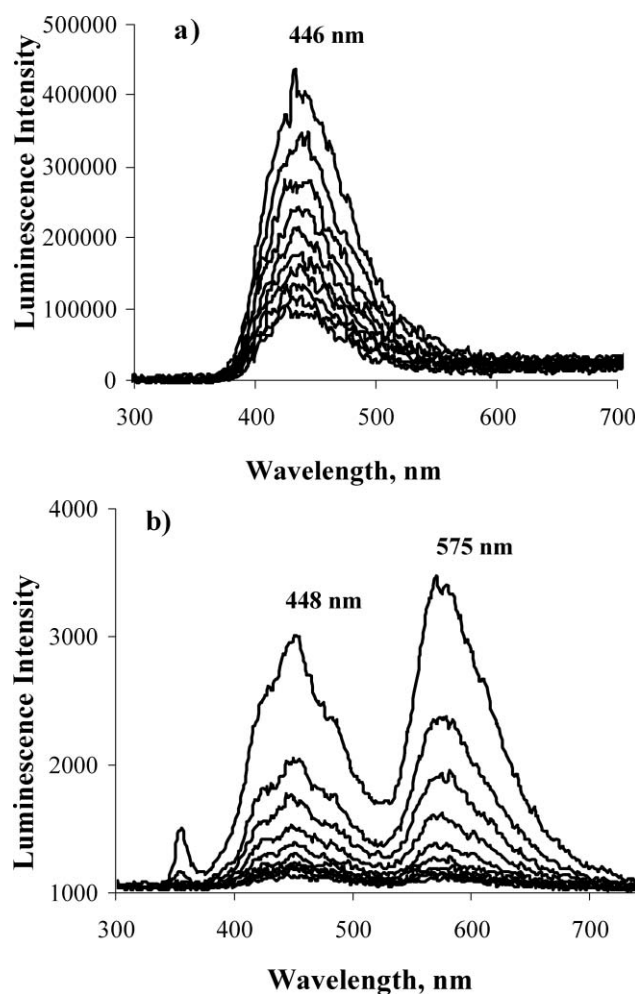 a)
446 nm
500000
400000
300000
200000
100000
0
Luminescence Intensity
300 400 500 600 700
Wavelength, nm
b)
448 nm
575 nm
4000
3000
2000
1000
Luminescence Intensity
300 400 500 600 700
Wavelength, nm